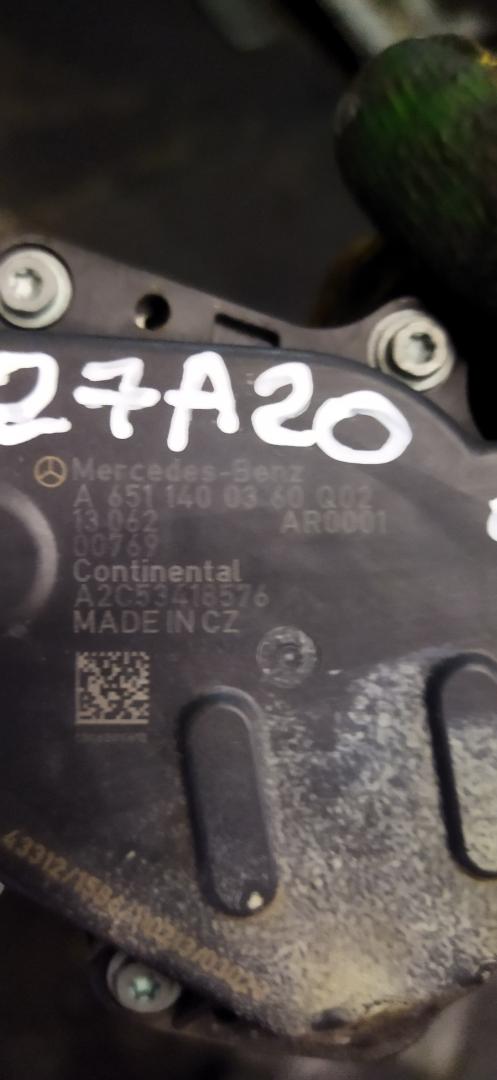 27A20
Mercedes-Benz
A 651 140 03 60 Q02
13 062 AR0001
00769
Continental
A2C53418576
MADE IN CZ